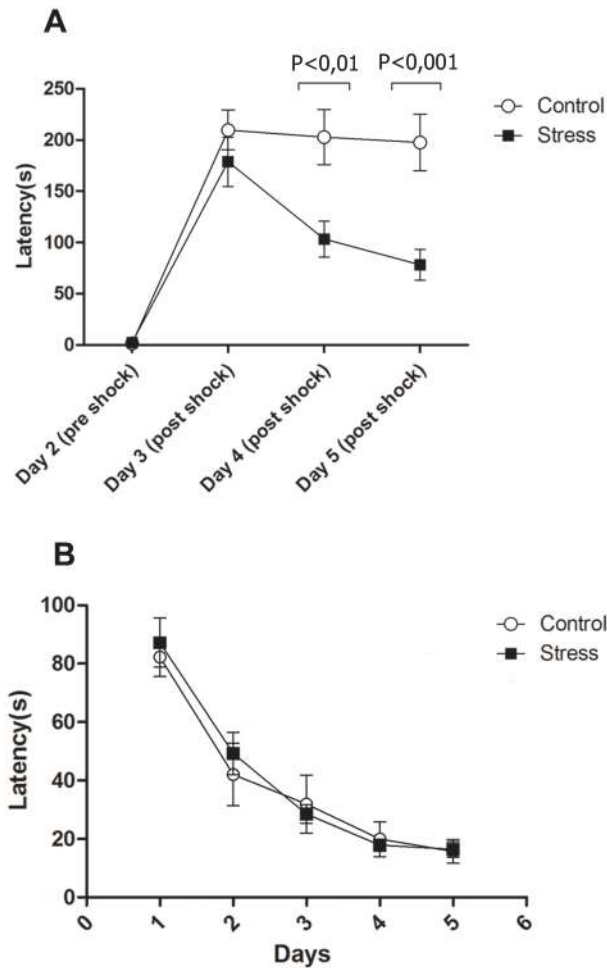 A
P<0,01 P<0,001
250
200
150
100
50
0
Latency(s)
Control
Stress
Day 2 (pre shock)
Day 3 (post shock)
Day 4 (post shock)
Day 5 (post shock)
B
100
80
60
40
20
0
Latency(s)
Control
Stress
0 1 2 3 4 5 6
Days